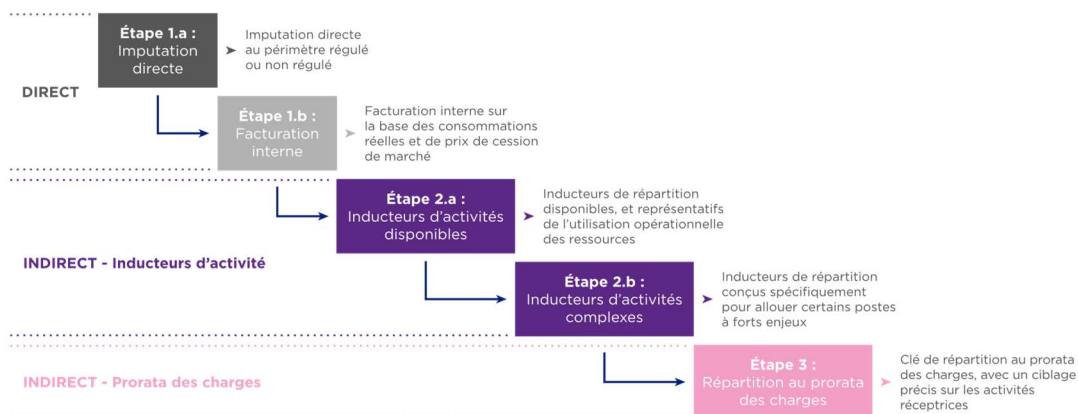 Étape 1.a :
Imputation
directe
Imputation directe
au périmètre régulé
ou non régulé
DIRECT
Étape 1.b :
Facturation
interne
Facturation interne sur
la base des consommations
réelles et de prix de cession
de marché
Étape 2.a :
Inducteurs d'activités
disponibles
Inducteurs de répartition
disponibles, et représentatifs
de l'utilisation opérationnelle
des ressources
INDIRECT - Inducteurs d'activité
Étape 2.b :
Inducteurs d'activités
complexes
Inducteurs de répartition
conçus spécifiquement
pour allouer certains postes
à forts enjeux
INDIRECT - Prorata des charges
Étape 3 :
Répartition au prorata
des charges
Clé de répartition au prorata
des charges, avec un ciblage
précis sur les activités
réceptrices